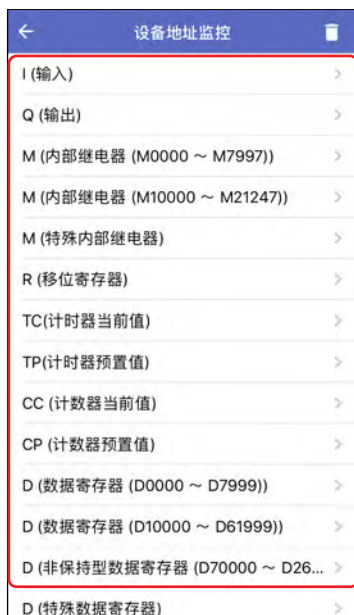 设备地址监控
I (输入)
Q (输出)
M (内部继电器 (M0000 ～ M7997))
M (内部继电器 (M10000 ～ M21247))
M (特殊内部继电器)
R (移位寄存器)
TC(计时器当前值)
TP(计时器预置值)
CC (计数器当前值)
CP (计数器预置值)
D (数据寄存器 (D0000 ～ D7999))
D (数据寄存器 (D10000 ～ D61999))
D (非保持型数据寄存器 (D70000 ～ D26...
D (特殊数据寄存器)